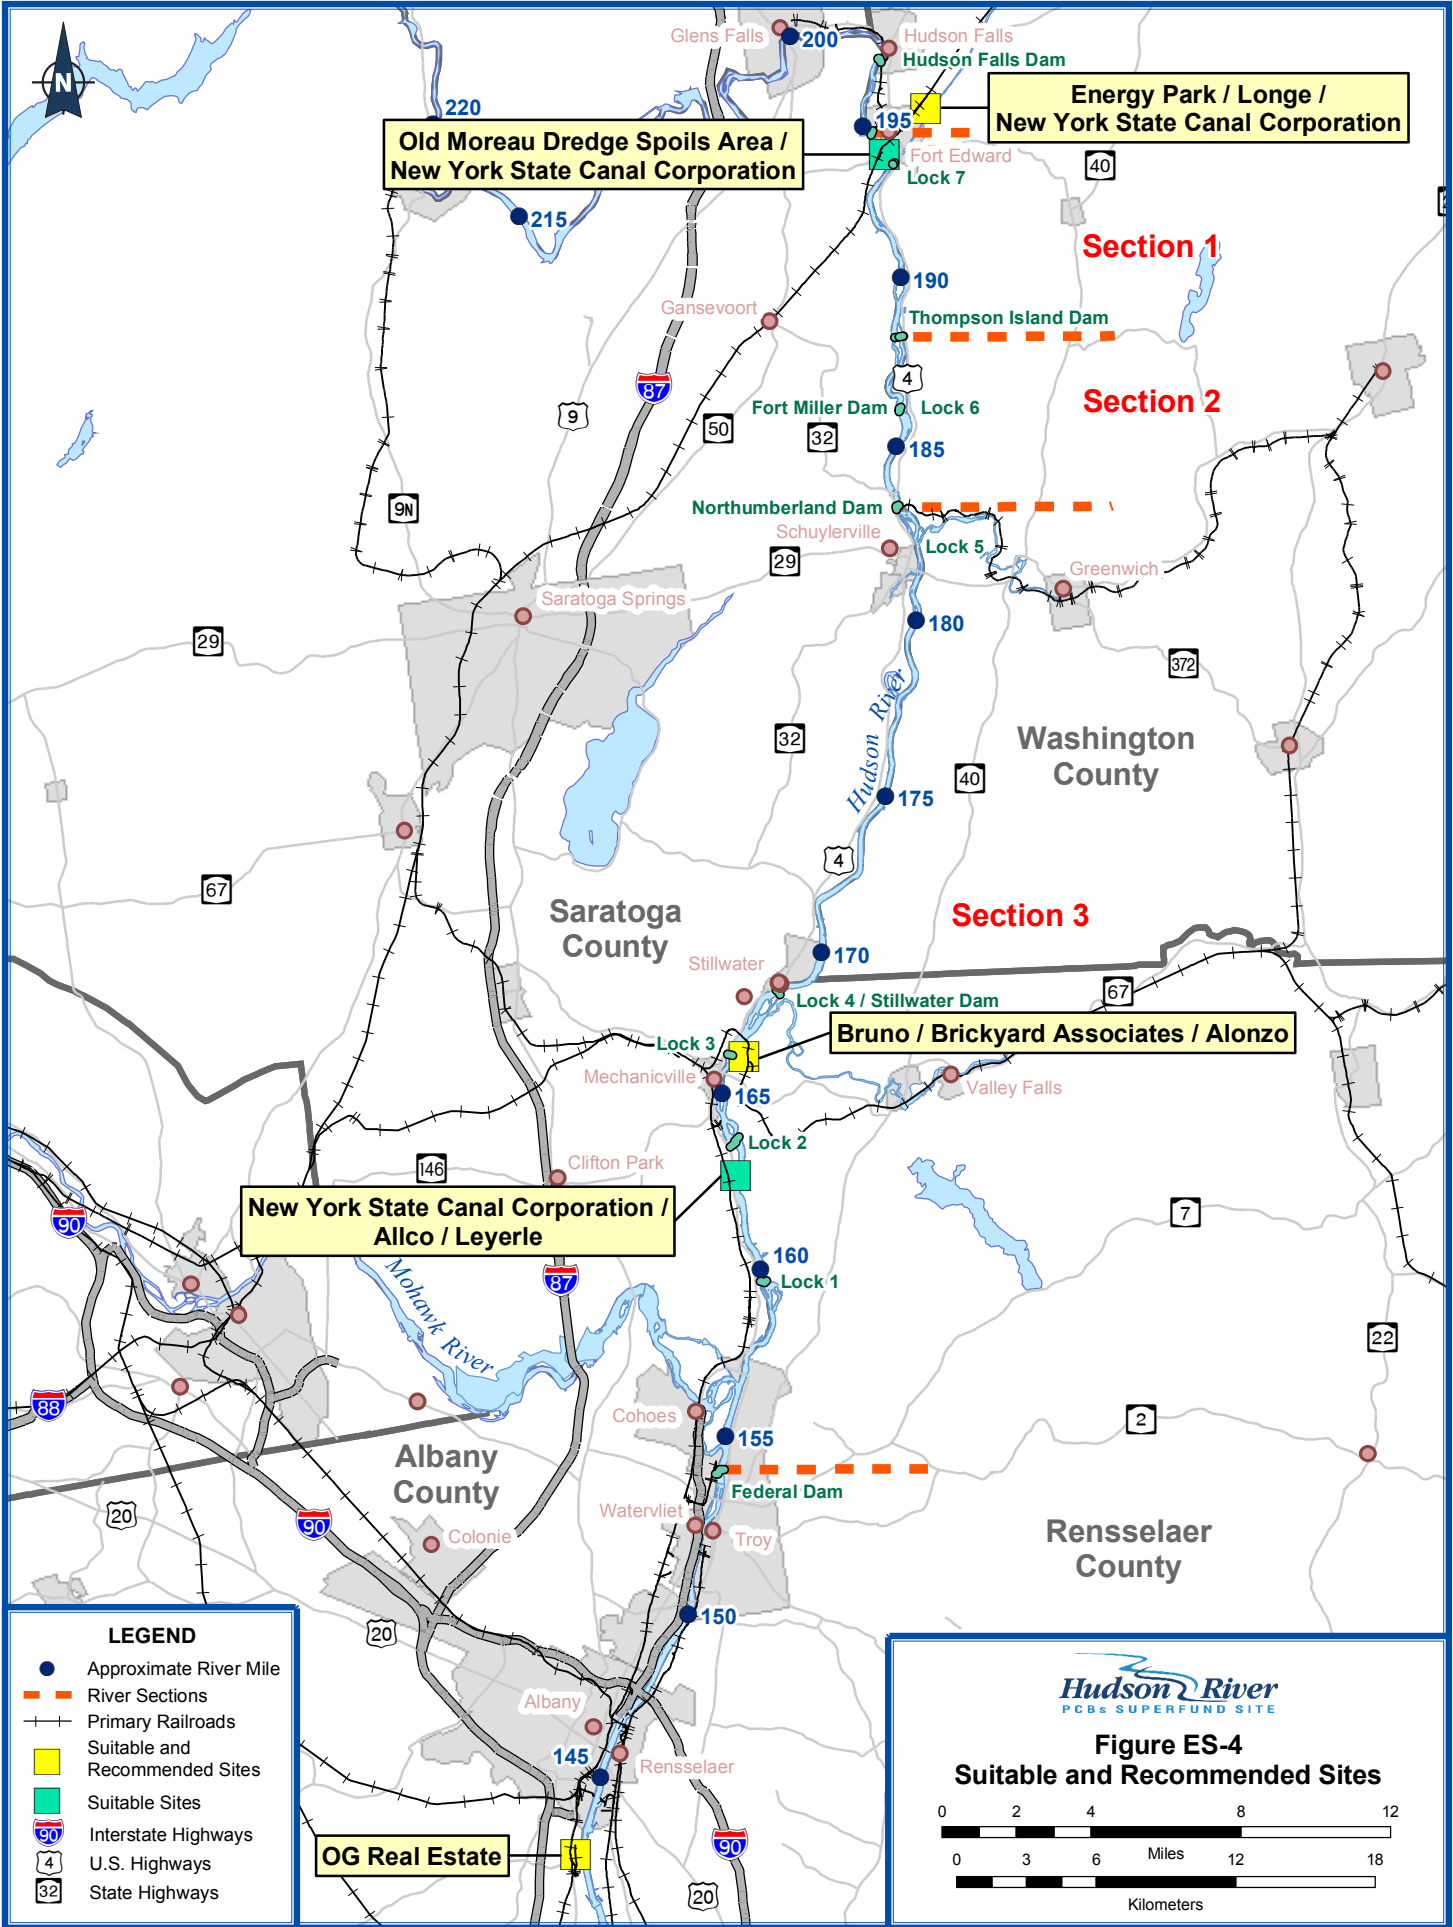 Glens Falls
200
Hudson Falls
Hudson Falls Dam
N
220
Energy Park / Longe /
New York State Canal Corporation
195
Old Moreau Dredge Spoils Area /
New York State Canal Corporation
Fort Edward
Lock 7
40
215
Section 1
190
Gansevoort
Thompson Island Dam
87
4
9
50
32
Fort Miller Dam
Lock 6
Section 2
185
9N
Northumberland Dam
Schuylerville
Lock 5
29
Greenwich
Saratoga Springs
180
29
372
Hudson River
32
Washington
County
40
175
4
67
Saratoga
County
Section 3
170
Stillwater
67
Lock 4 / Stillwater Dam
Bruno / Brickyard Associates / Alonzo
Lock 3
Mechanicville
165
Valley Falls
Lock 2
146
Clifton Park
New York State Canal Corporation /
Allco / Leyerle
90
7
160
Lock 1
Mohawk River
87
22
88
Cohoes
2
155
Albany
County
Federal Dam
20
90
Watervliet
Troy
Colonie
Rensselaer
County
150
20
Albany
145
Rensselaer
OG Real Estate
90
20
LEGEND
Approximate River Mile
River Sections
Primary Railroads
Suitable and
Recommended Sites
Suitable Sites
90 Interstate Highways
4 U.S. Highways
32 State Highways
Hudson River
PCBs SUPERFUND SITE
Figure ES-4
Suitable and Recommended Sites
0 2 4 8 12
Miles
0 3 6 12 18
Kilometers